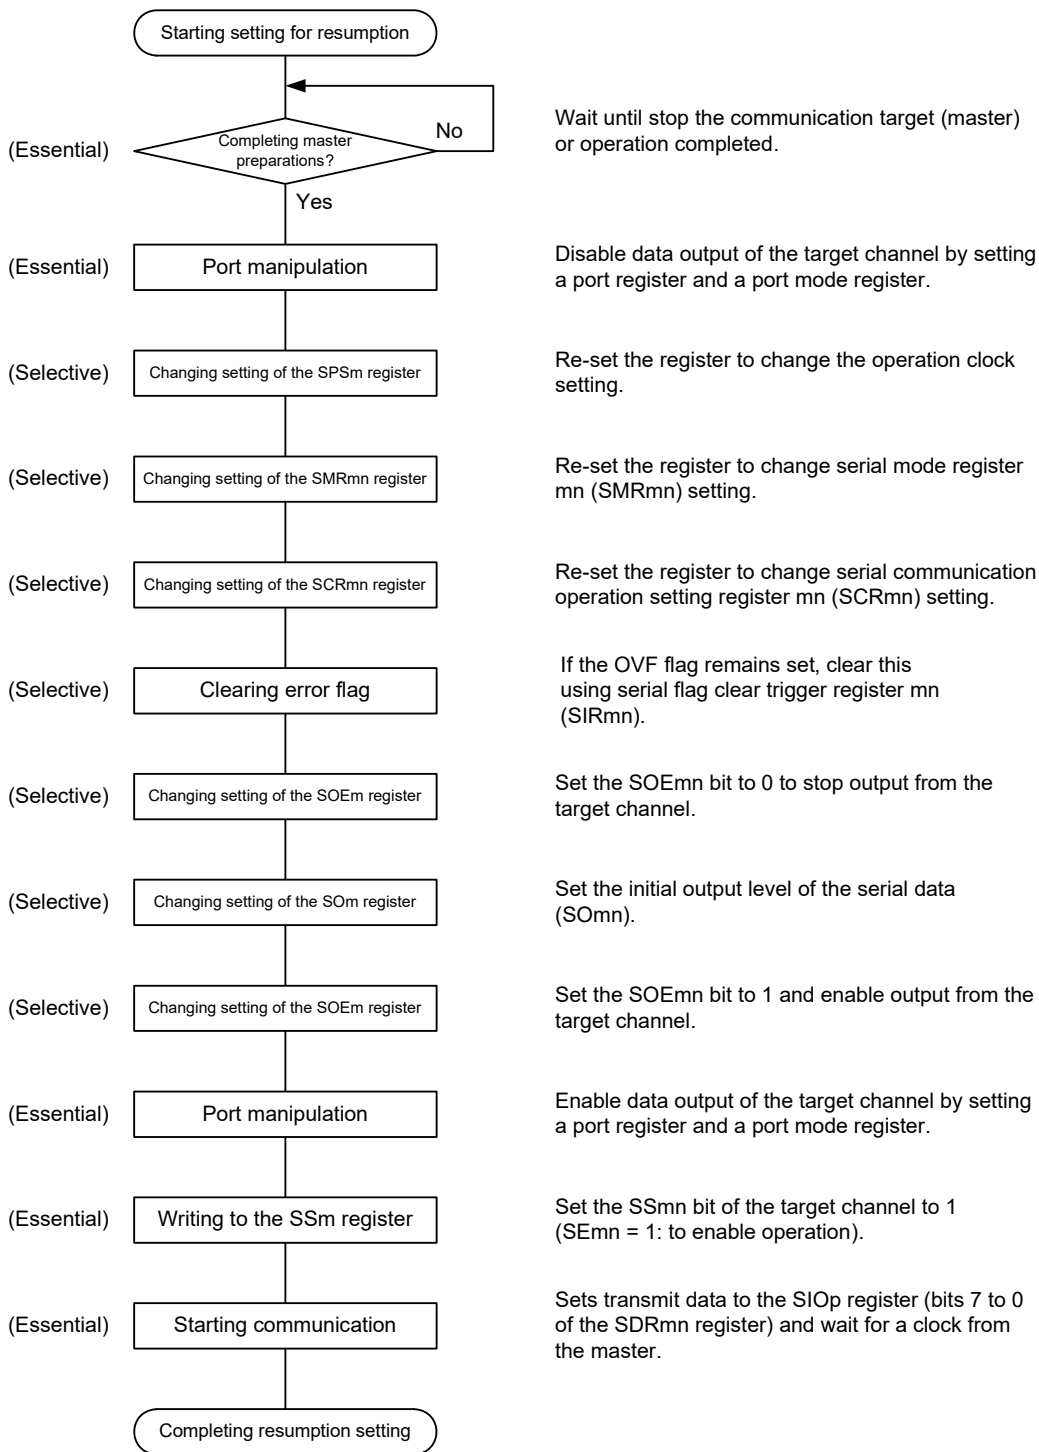 Starting setting for resumption
(Essential)
Completing master
preparations?
No
Yes
Wait until stop the communication target (master)
or operation completed.
(Essential)
Port manipulation
Disable data output of the target channel by setting
a port register and a port mode register.
(Selective)
Changing setting of the SPSm register
Re-set the register to change the operation clock
setting.
(Selective)
Changing setting of the SMRmn register
Re-set the register to change serial mode register
mn (SMRmn) setting.
(Selective)
Changing setting of the SCRmn register
Re-set the register to change serial communication
operation setting register mn (SCRmn) setting.
(Selective)
Clearing error flag
If the OVF flag remains set, clear this
using serial flag clear trigger register mn
(SIRmn).
(Selective)
Changing setting of the SOEm register
Set the SOEmn bit to 0 to stop output from the
target channel.
(Selective)
Changing setting of the SOm register
Set the initial output level of the serial data
(SOmn).
(Selective)
Changing setting of the SOEm register
Set the SOEmn bit to 1 and enable output from the
target channel.
(Essential)
Port manipulation
Enable data output of the target channel by setting
a port register and a port mode register.
(Essential)
Writing to the SSm register
Set the SSmn bit of the target channel to 1
(SEmn = 1: to enable operation).
(Essential)
Starting communication
Sets transmit data to the SIOp register (bits 7 to 0
of the SDRmn register) and wait for a clock from
the master.
Completing resumption setting